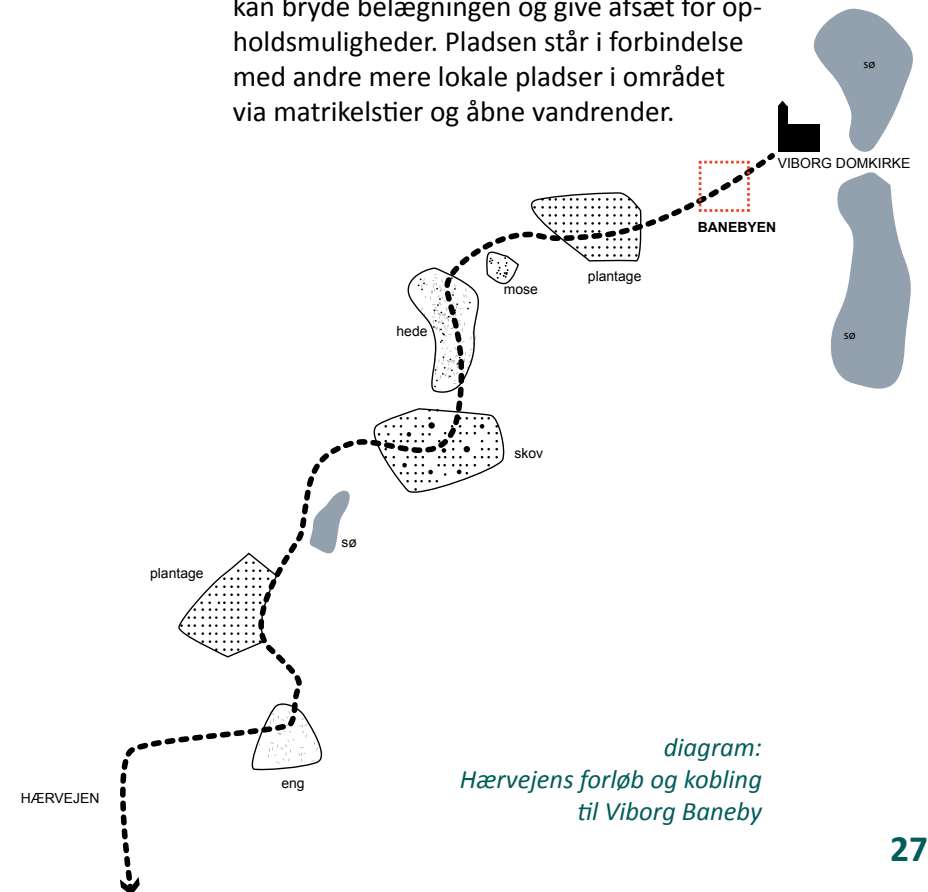 kan bryde belægningen og give afsæt for op-
holdsmuligheder. Pladsen står i forbindelse
med andre mere lokale pladser i området
via matrikelstier og åbne vandrender.
sø
VIBORG DOMKIRKE
BANEBYEN
plantage
mose
hede
sø
skov
sø
plantage
eng
HÆRVEJEN
diagram:
Hærvejens forløb og kobling
til Viborg Baneby
27